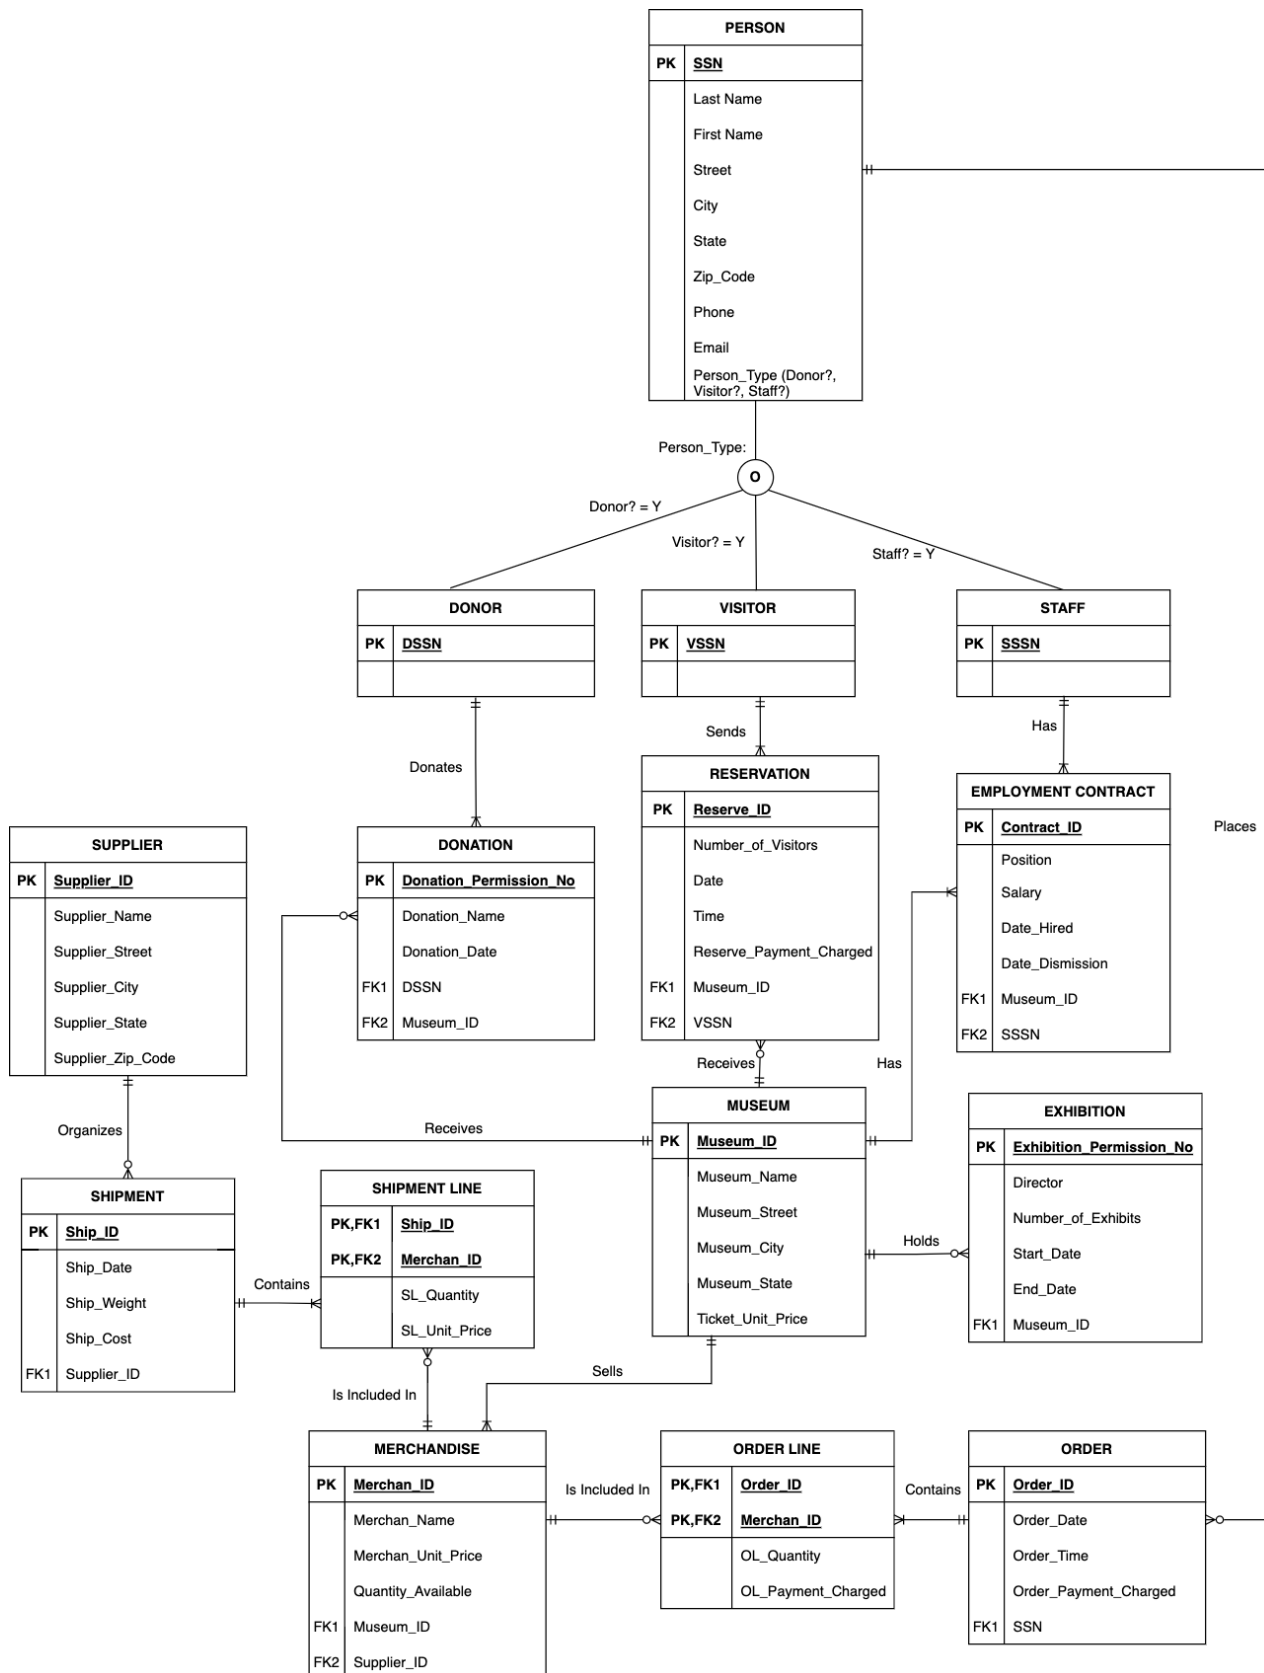 PERSON
PK SSN
Last Name
First Name
Street
City
State
Zip_Code
Phone
Email
Person_Type (Donor?,
Visitor?, Staff?)
Person_Type:
O
Donor? = Y
Visitor? = Y
Staff? = Y
DONOR
PK DSSN
VISITOR
PK VSSN
STAFF
PK SSSN
Donates
Sends
Has
Places
SUPPLIER
PK Supplier_ID
Supplier_Name
Supplier_Street
Supplier_City
Supplier_State
Supplier_Zip_Code
DONATION
PK Donation_Permission_No
Donation_Name
Donation_Date
FK1 DSSN
FK2 Museum_ID
RESERVATION
PK Reserve_ID
Number_of_Visitors
Date
Time
Reserve_Payment_Charged
FK1 Museum_ID
FK2 VSSN
EMPLOYMENT CONTRACT
PK Contract_ID
Position
Salary
Date_Hired
Date_Dismission
FK1 Museum_ID
FK2 SSSN
Organizes
Receives
Receives
Has
SHIPMENT
PK Ship_ID
Ship_Date
Ship_Weight
Ship_Cost
FK1 Supplier_ID
Contains
SHIPMENT LINE
PK,FK1 Ship_ID
PK,FK2 Merchan_ID
SL_Quantity
SL_Unit_Price
MUSEUM
PK Museum_ID
Museum_Name
Museum_Street
Museum_City
Museum_State
Ticket_Unit_Price
Holds
EXHIBITION
PK Exhibition_Permission_No
Director
Number_of_Exhibits
Start_Date
End_Date
FK1 Museum_ID
Is Included In
Sells
MERCHANDISE
PK Merchan_ID
Merchan_Name
Merchan_Unit_Price
Quantity_Available
FK1 Museum_ID
FK2 Supplier_ID
Is Included In
ORDER LINE
PK,FK1 Order_ID
PK,FK2 Merchan_ID
OL_Quantity
OL_Payment_Charged
Contains
ORDER
PK Order_ID
Order_Date
Order_Time
Order_Payment_Charged
FK1 SSN